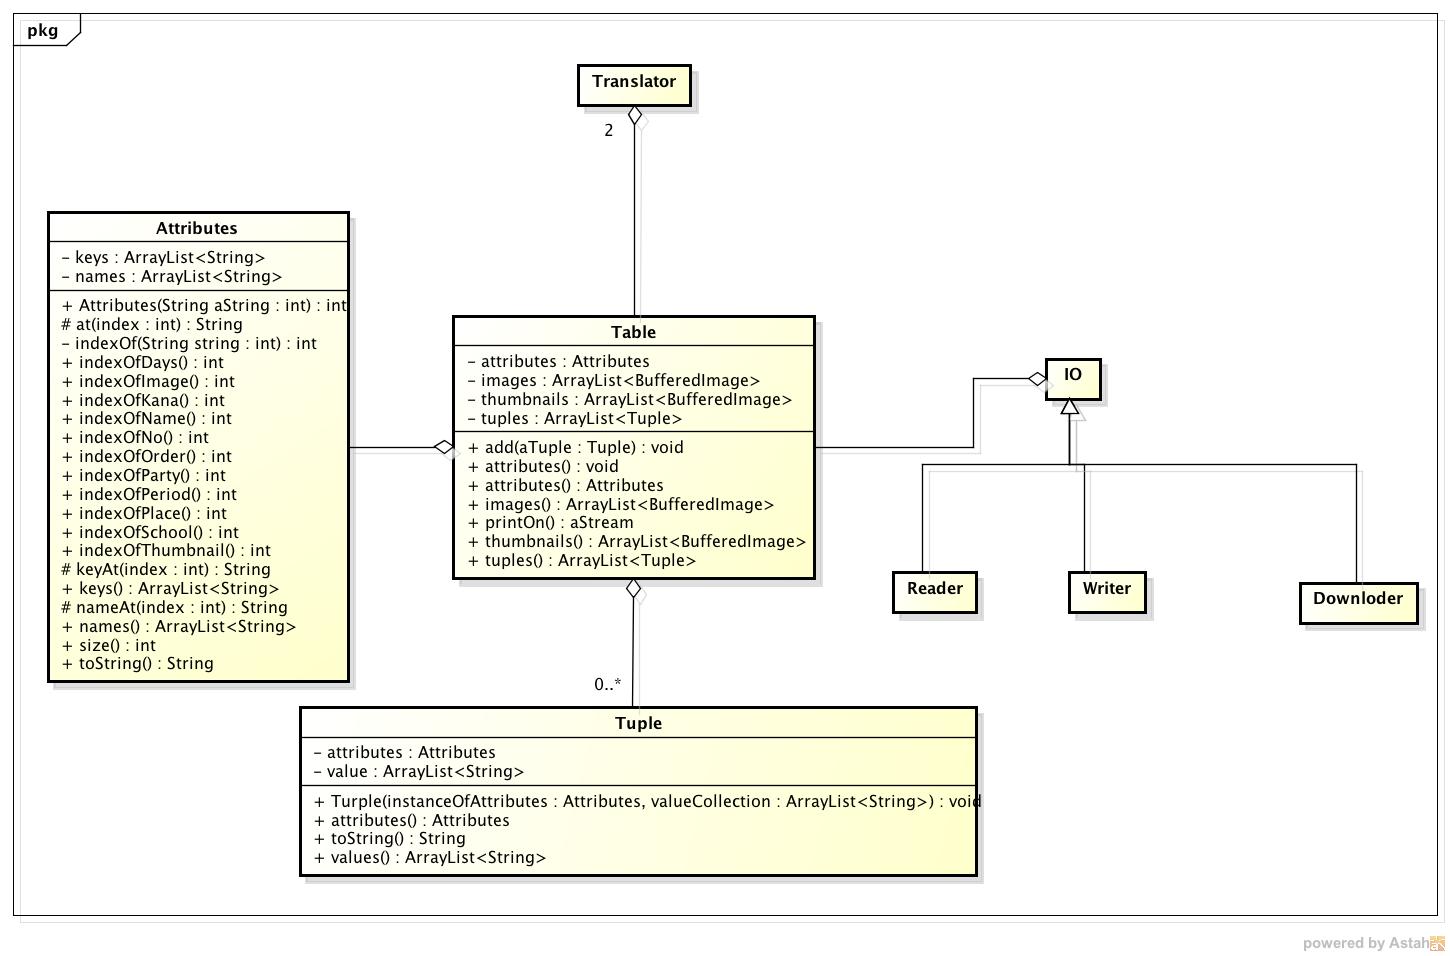 pkg
Translator
2
Attributes
- keys : ArrayList<String>
- names : ArrayList<String>
+ Attributes(String aString : int) : int
# at(index : int) : String
- indexOf(String string : int) : int
+ indexOfDays() : int
+ indexOfImage() : int
+ indexOfKana() : int
+ indexOfName() : int
+ indexOfNo() : int
+ indexOfOrder() : int
+ indexOfParty() : int
+ indexOfPeriod() : int
+ indexOfPlace() : int
+ indexOfSchool() : int
+ indexOfThumbnail() : int
# keyAt(index : int) : String
+ keys() : ArrayList<String>
# nameAt(index : int) : String
+ names() : ArrayList<String>
+ size() : int
+ toString() : String
Table
- attributes : Attributes
- images : ArrayList<BufferedImage>
- thumbnails : ArrayList<BufferedImage>
- tuples : ArrayList<Tuple>
+ add(aTuple : Tuple) : void
+ attributes() : void
+ attributes() : Attributes
+ images() : ArrayList<BufferedImage>
+ printOn() : aStream
+ thumbnails() : ArrayList<BufferedImage>
+ tuples() : ArrayList<Tuple>
IO
Reader
Writer
Downloder
0..*
Tuple
- attributes : Attributes
- value : ArrayList<String>
+ Turple(instanceOfAttributes : Attributes, valueCollection : ArrayList<String>) : void
+ attributes() : Attributes
+ toString() : String
+ values() : ArrayList<String>
powered by Astah